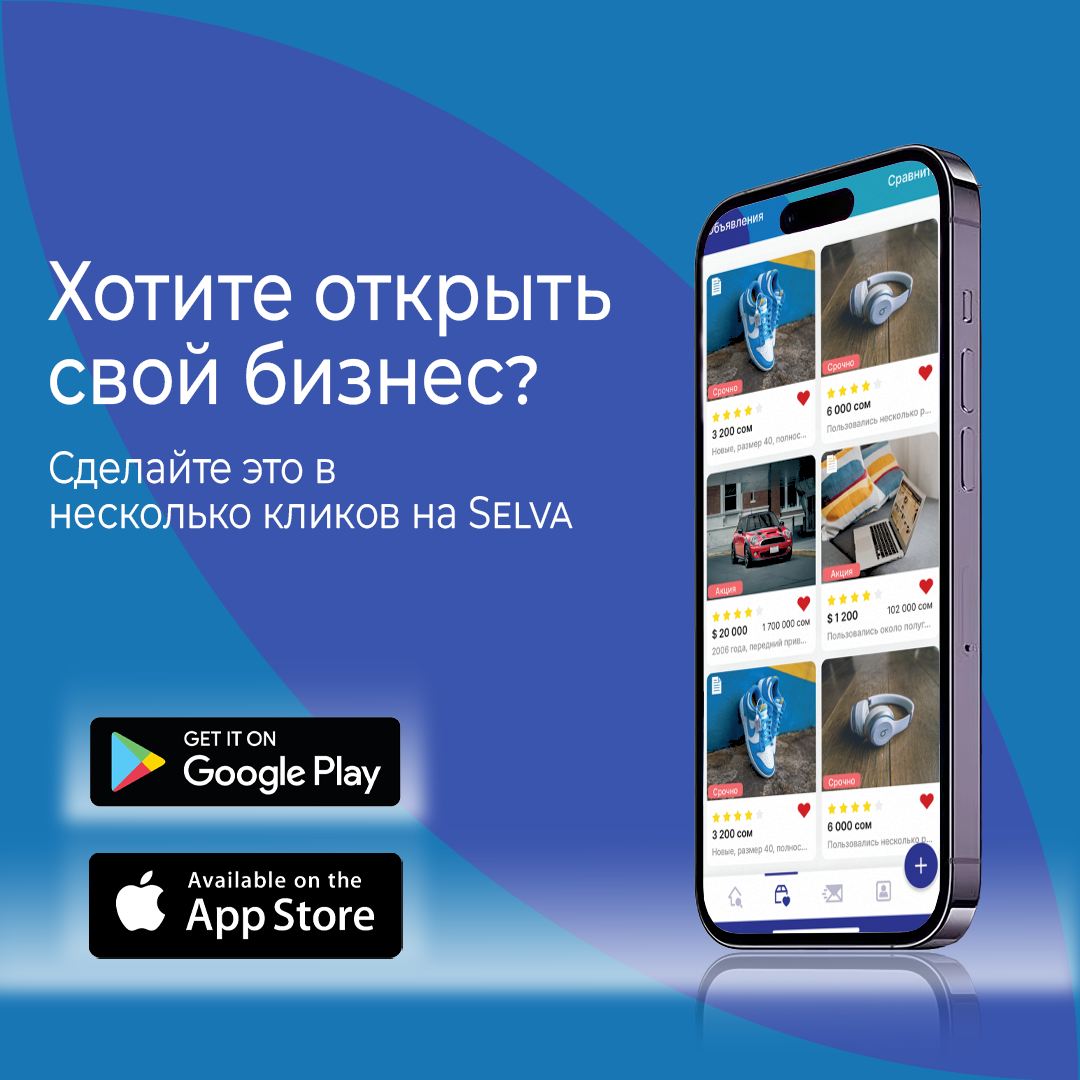 Хотите открыть
свой бизнес?
Сделайте это в
несколько кликов на SELVA
GET IT ON
Google Play
Available on the
App Store
Объявления
Сравнит
Срочно
3 200 сом
Новые, размер 40, полнос...
Срочно
6 000 сом
Пользовались несколько р...
Акция
$ 20 000 1 700 000 сом
2006 года, передний прив...
Акция
$ 1 200 102 000 сом
Пользовались около полуг...
Срочно
3 200 сом
Новые, размер 40, полнос...
Срочно
6 000 сом
Пользовались несколько р...